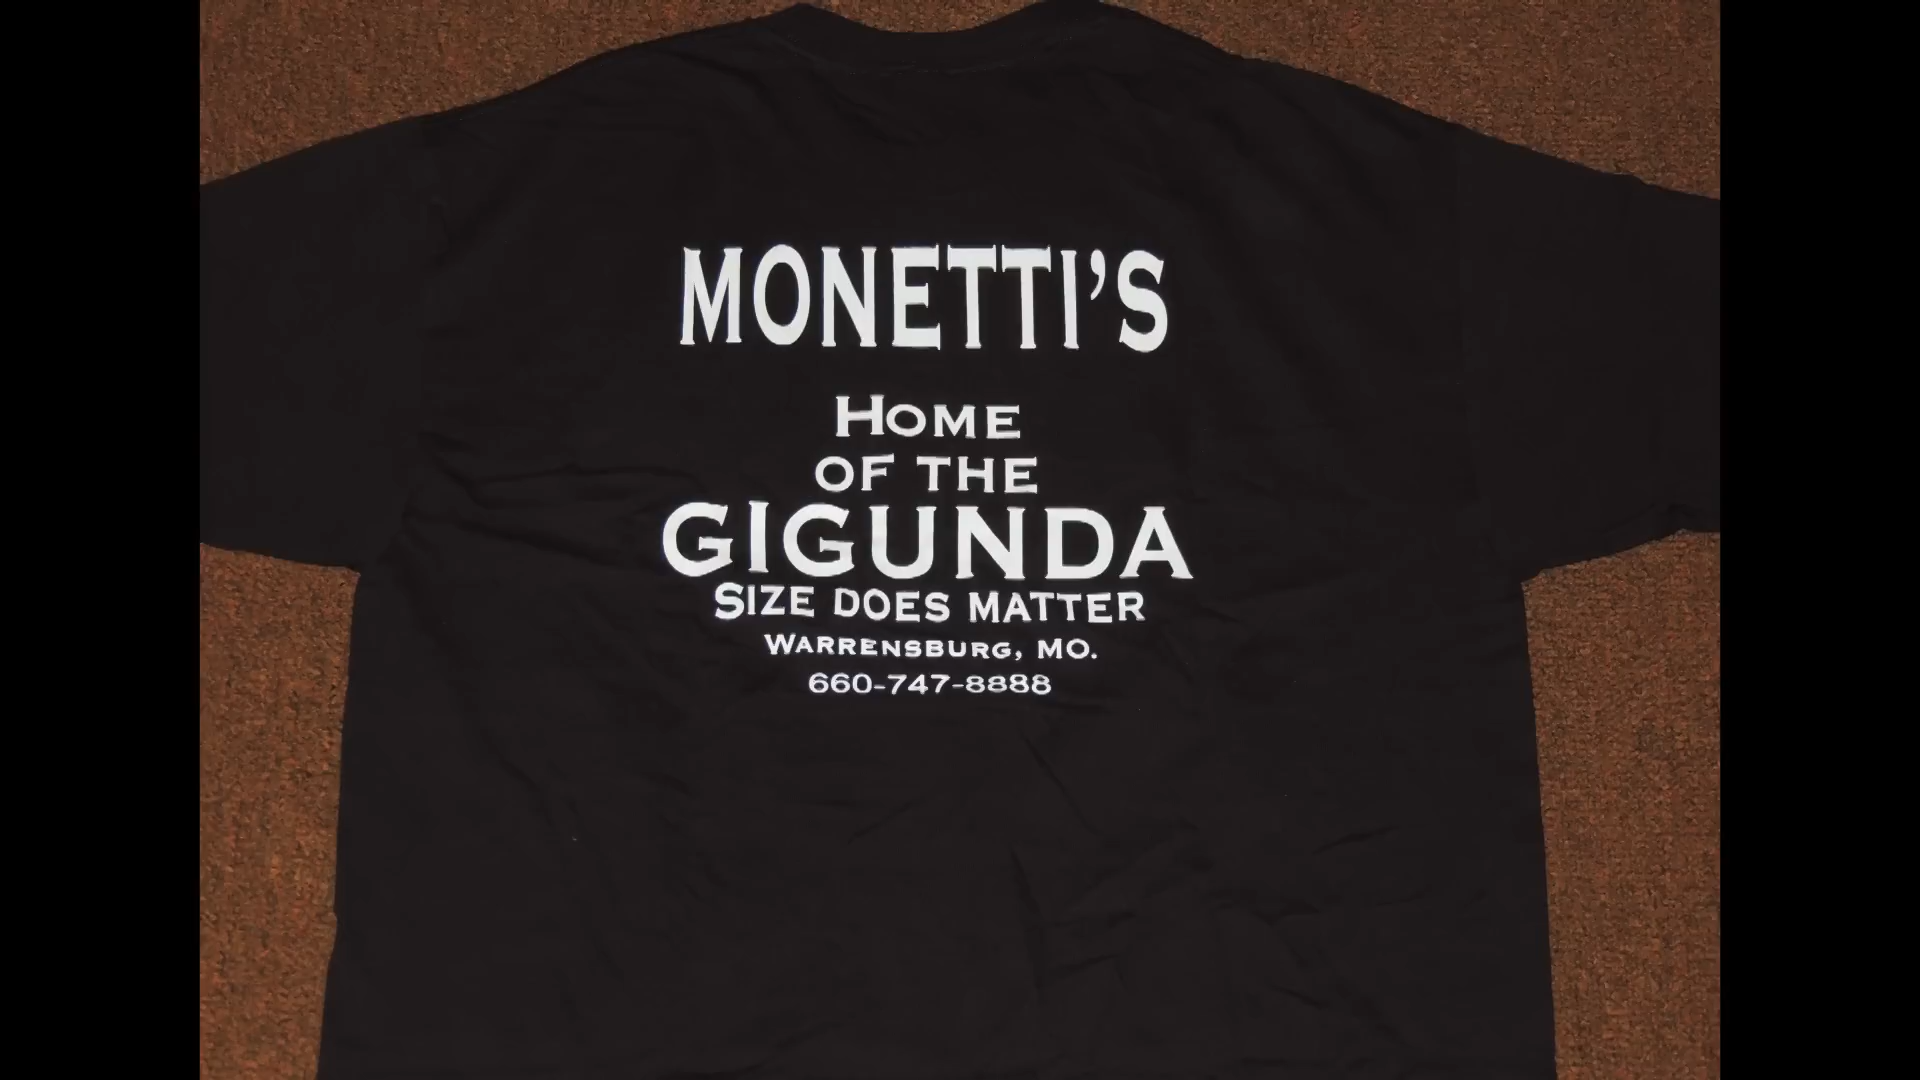 MONETTI'S
HOME
OF THE
GIGUNDA
SIZE DOES MATTER
WARRENSBURG, MO.
660-747-8888